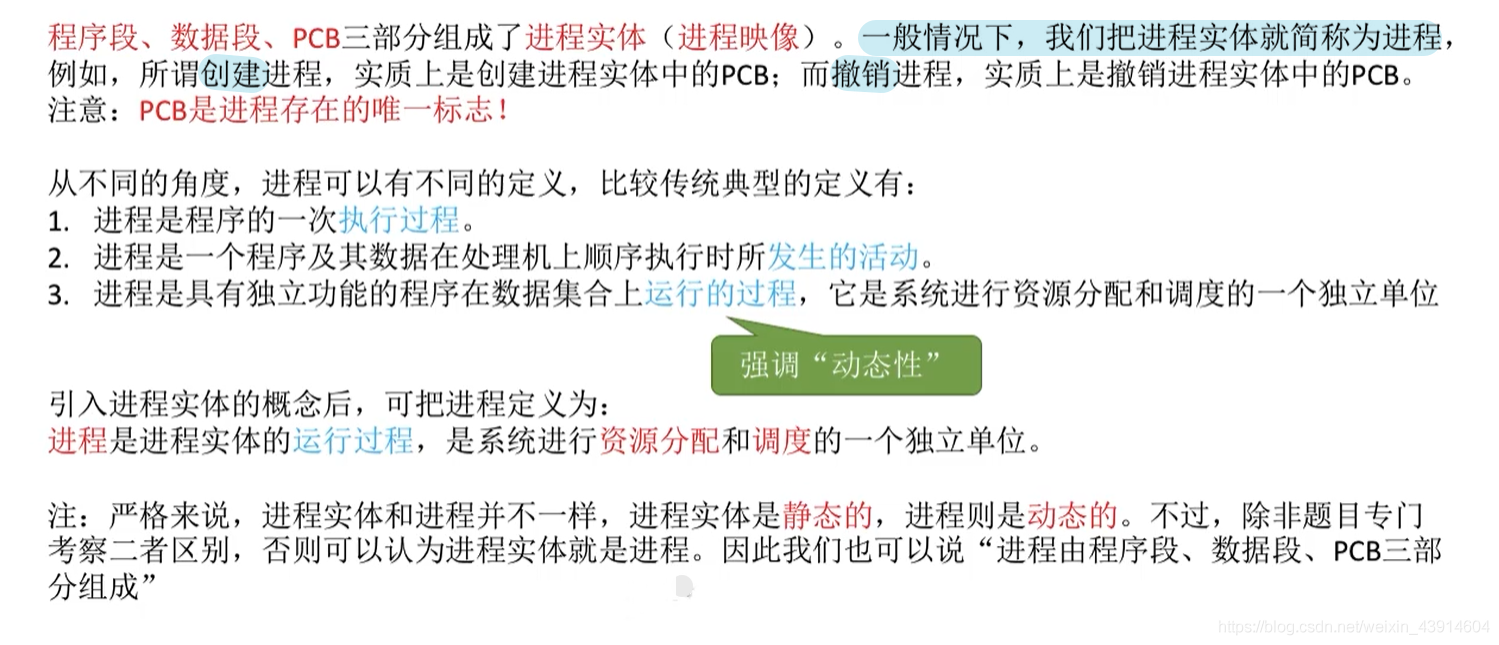 程序段、数据段、PCB三部分组成了进程实体（进程映像）。一般情况下，我们把进程实体就简称为进程，
例如，所谓创建进程，实质上是创建进程实体中的PCB；而撤销进程，实质上是撤销进程实体中的PCB。
注意：PCB是进程存在的唯一标志！
从不同的角度，进程可以有不同的定义，比较传统典型的定义有：
1. 进程是程序的一次执行过程。
2. 进程是一个程序及其数据在处理机上顺序执行时所发生的活动。
3. 进程是具有独立功能的程序在数据集合上运行的过程，它是系统进行资源分配和调度的一个独立单位
强调“动态性”
引入进程实体的概念后，可把进程定义为：
进程是进程实体的运行过程，是系统进行资源分配和调度的一个独立单位。
注：严格来说，进程实体和进程并不一样，进程实体是静态的，进程则是动态的。不过，除非题目专门
考察二者区别，否则可以认为进程实体就是进程。因此我们也可以说“进程由程序段、数据段、PCB三部
分组成”
https://blog.csdn.net/weixin_43914604